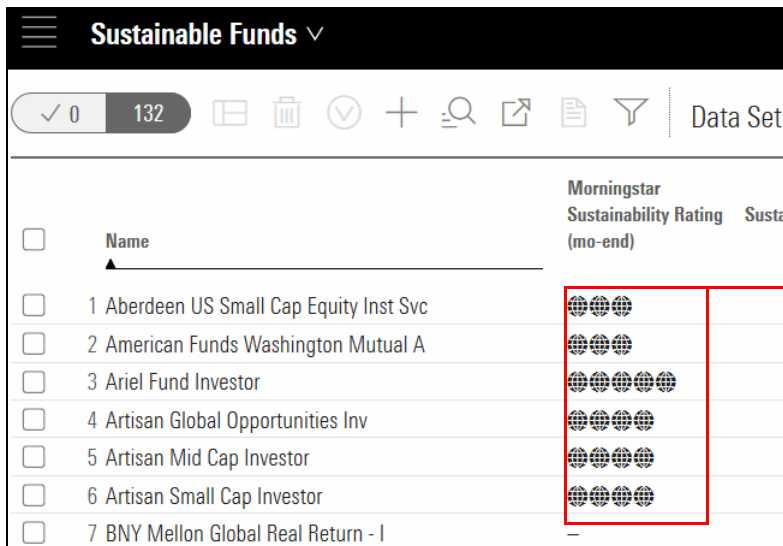 Sustainable Funds
0 132 Data Set
Morningstar
Sustainability Rating Susta
(mo-end)
Name
1 Aberdeen US Small Cap Equity Inst Svc
2 American Funds Washington Mutual A
3 Ariel Fund Investor
4 Artisan Global Opportunities Inv
5 Artisan Mid Cap Investor
6 Artisan Small Cap Investor
7 BNY Mellon Global Real Return - I –